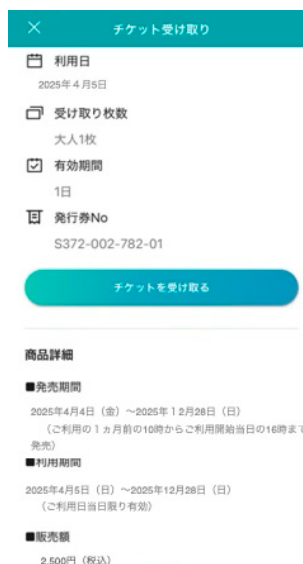 チケット受け取り
利用日
2025年4月5日
受け取り枚数
大人1枚
有効期間
1日
発行券No
S372-002-782-01
チケットを受け取る
商品詳細
■発売期間
2025年4月4日（金）～2025年12月28日（日）
（ご利用の1ヵ月前の10時からご利用開始当日の16時まで
発売）
■利用期間
2025年4月5日（日）～2025年12月28日（日）
（ご利用日当日限り有効）
■販売額
2,500円（税込）